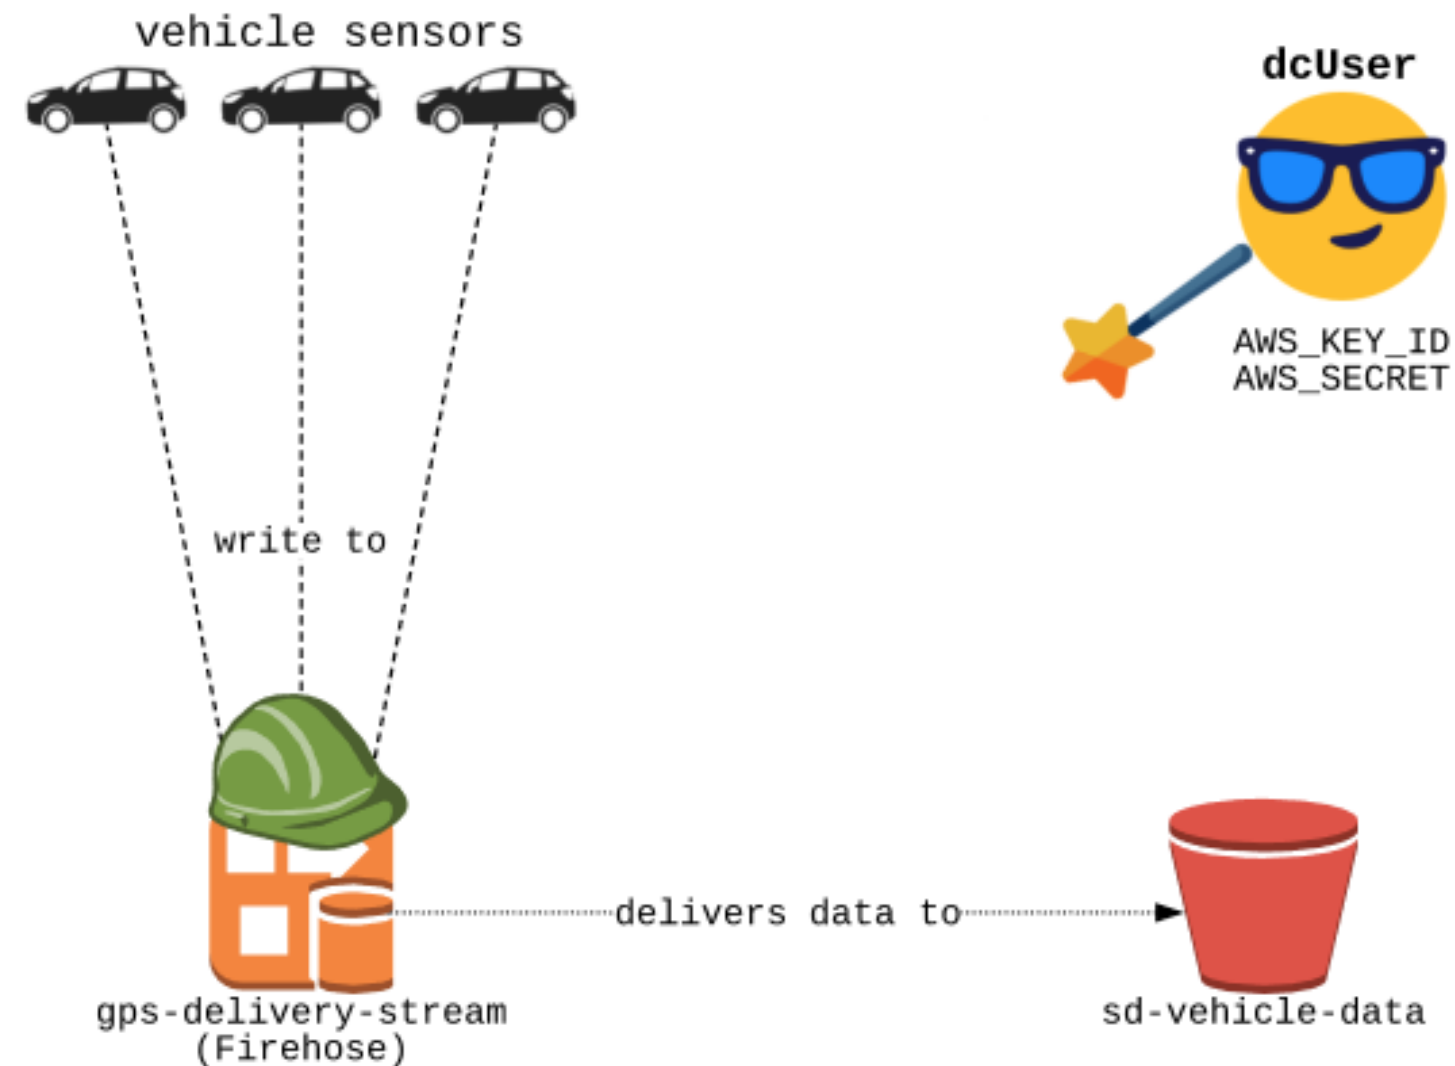 vehicle sensors
dcUser
AWS_KEY_ID
AWS_SECRET
write to
delivers data to
gps-delivery-stream
(Firehose)
sd-vehicle-data